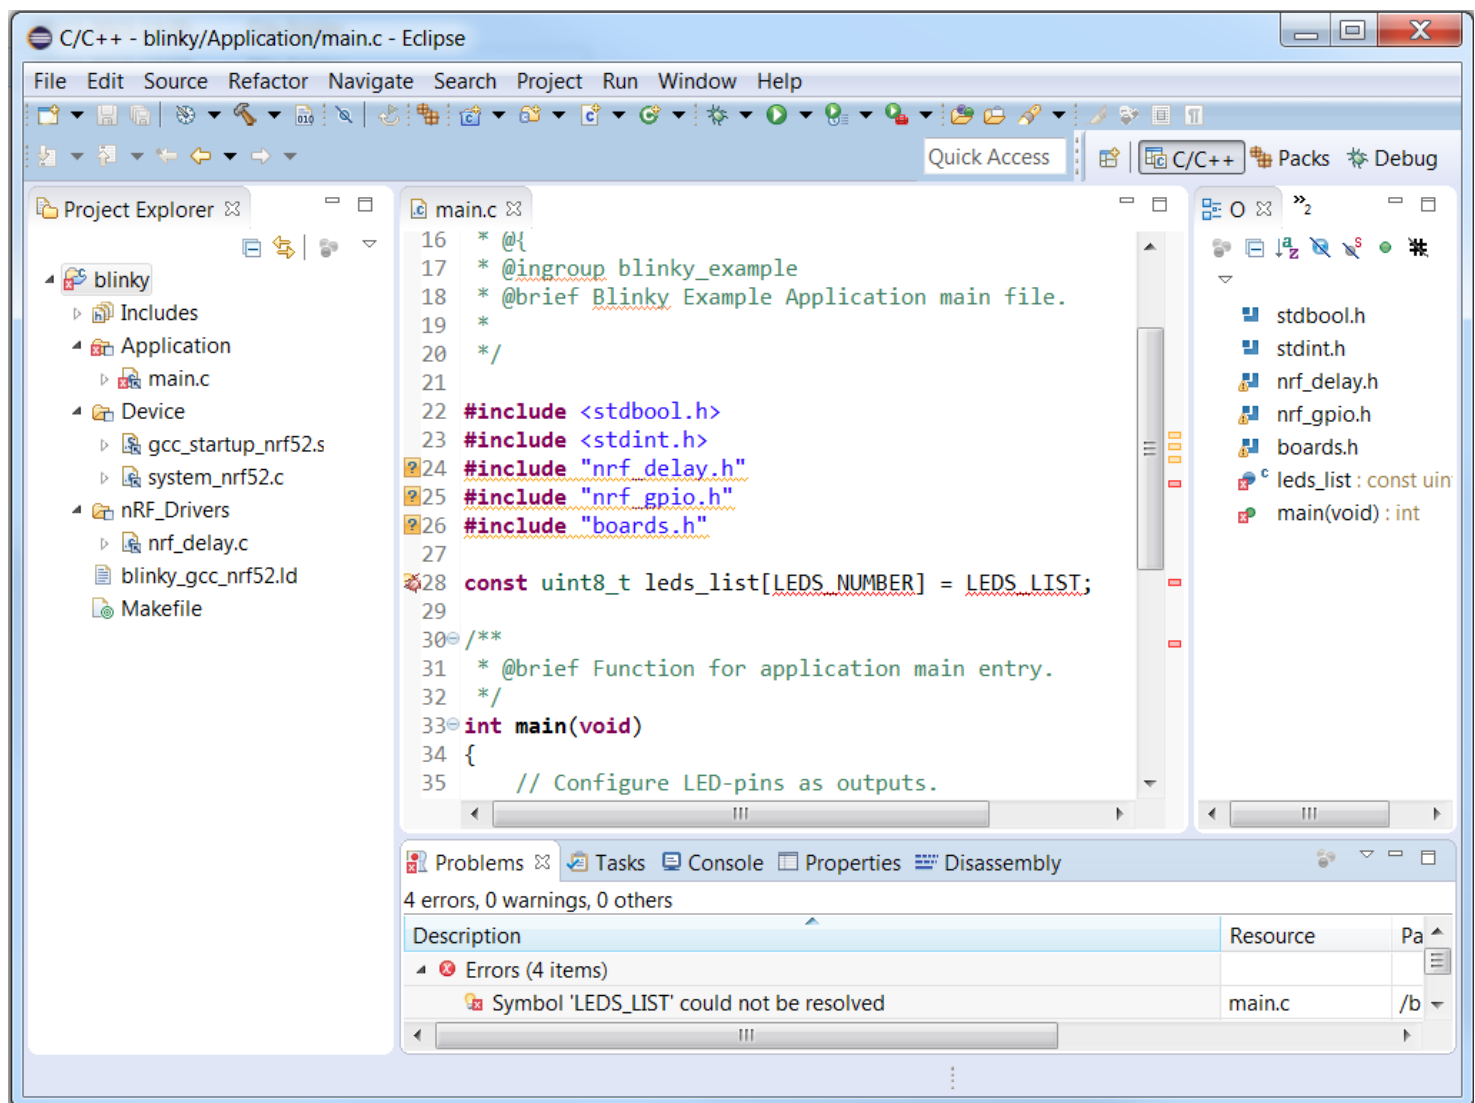 C/C++ - blinky/Application/main.c - Eclipse
File Edit Source Refactor Navigate Search Project Run Window Help
Quick Access
C/C++ Packs Debug
Project Explorer
blinky
Includes
Application
main.c
Device
gcc_startup_nrf52.s
system_nrf52.c
nRF_Drivers
nrf_delay.c
blinky_gcc_nrf52.ld
Makefile
main.c
16 * @{
17 * @ingroup blinky_example
18 * @brief Blinky Example Application main file.
19 *
20 */
21
22 #include <stdbool.h>
23 #include <stdint.h>
24 #include "nrf_delay.h"
25 #include "nrf_gpio.h"
26 #include "boards.h"
27
28 const uint8_t leds_list[LEDS_NUMBER] = LEDS_LIST;
29
30 /**
31 * @brief Function for application main entry.
32 */
33 int main(void)
34 {
35 // Configure LED-pins as outputs.
O »2
stdbool.h
stdint.h
nrf_delay.h
nrf_gpio.h
boards.h
leds_list : const uin
main(void) : int
Problems Tasks Console Properties Disassembly
4 errors, 0 warnings, 0 others
Description Resource Pa
Errors (4 items)
Symbol 'LEDS_LIST' could not be resolved main.c /b